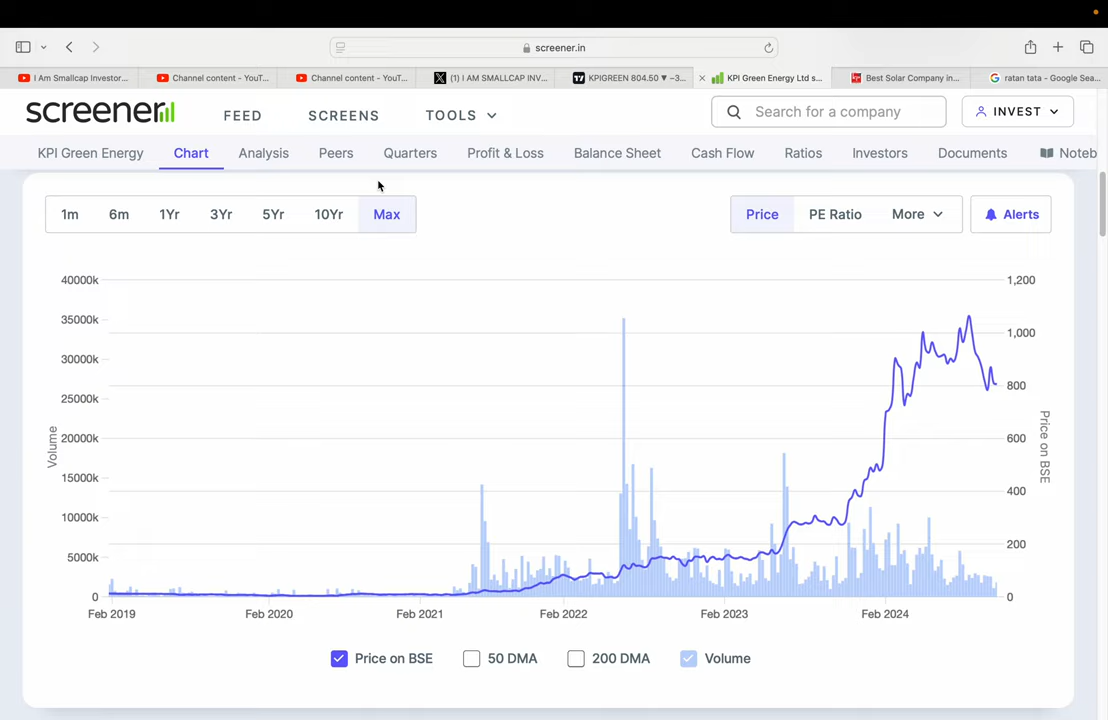 screener.in
I Am Smallcap Investor...
Channel content - YouT...
Channel content - YouT...
(1) I AM SMALLCAP INV...
KPIGREEN 804.50 ▼ −3...
KPI Green Energy Ltd s...
Best Solar Company in...
ratan tata - Google Sea...
screener
FEED
SCREENS
TOOLS
Search for a company
INVEST
KPI Green Energy
Chart
Analysis
Peers
Quarters
Profit & Loss
Balance Sheet
Cash Flow
Ratios
Investors
Documents
Noteb
1m
6m
1Yr
3Yr
5Yr
10Yr
Max
Price
PE Ratio
More
Alerts
40000k
35000k
30000k
25000k
20000k
15000k
10000k
5000k
0
Volume
1,200
1,000
800
600
400
200
0
Price on BSE
Feb 2019
Feb 2020
Feb 2021
Feb 2022
Feb 2023
Feb 2024
Price on BSE
50 DMA
200 DMA
Volume